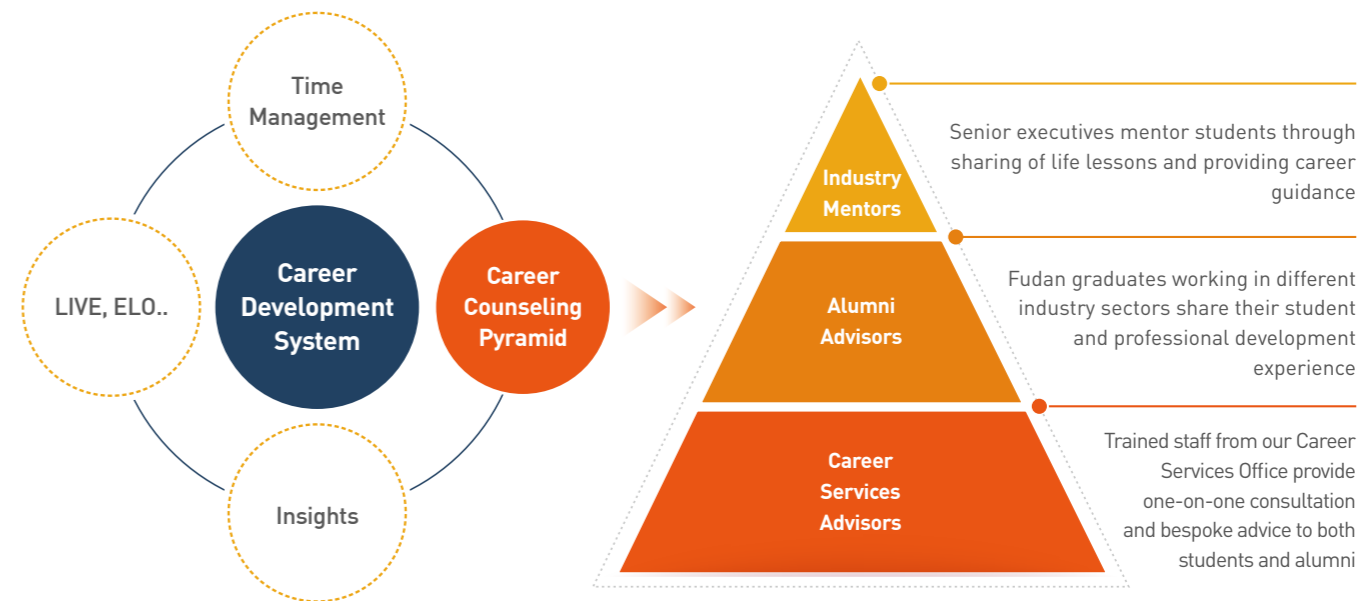 Time
Management
LIVE, ELO..
Career
Development
System
Career
Counseling
Pyramid
Insights
Industry
Mentors
Senior executives mentor students through
sharing of life lessons and providing career
guidance
Alumni
Advisors
Fudan graduates working in different
industry sectors share their student
and professional development
experience
Career
Services
Advisors
Trained staff from our Career
Services Office provide
one-on-one consultation
and bespoke advice to both
students and alumni